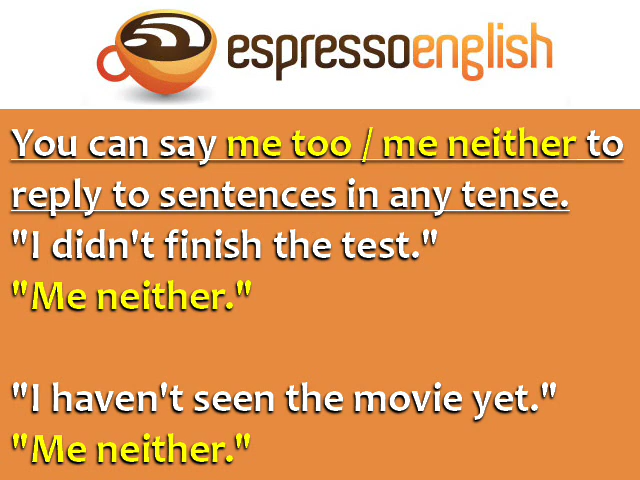 espressoenglish
You can say me too / me neither to
reply to sentences in any tense.
"I didn't finish the test."
"Me neither."
"I haven't seen the movie yet."
"Me neither."